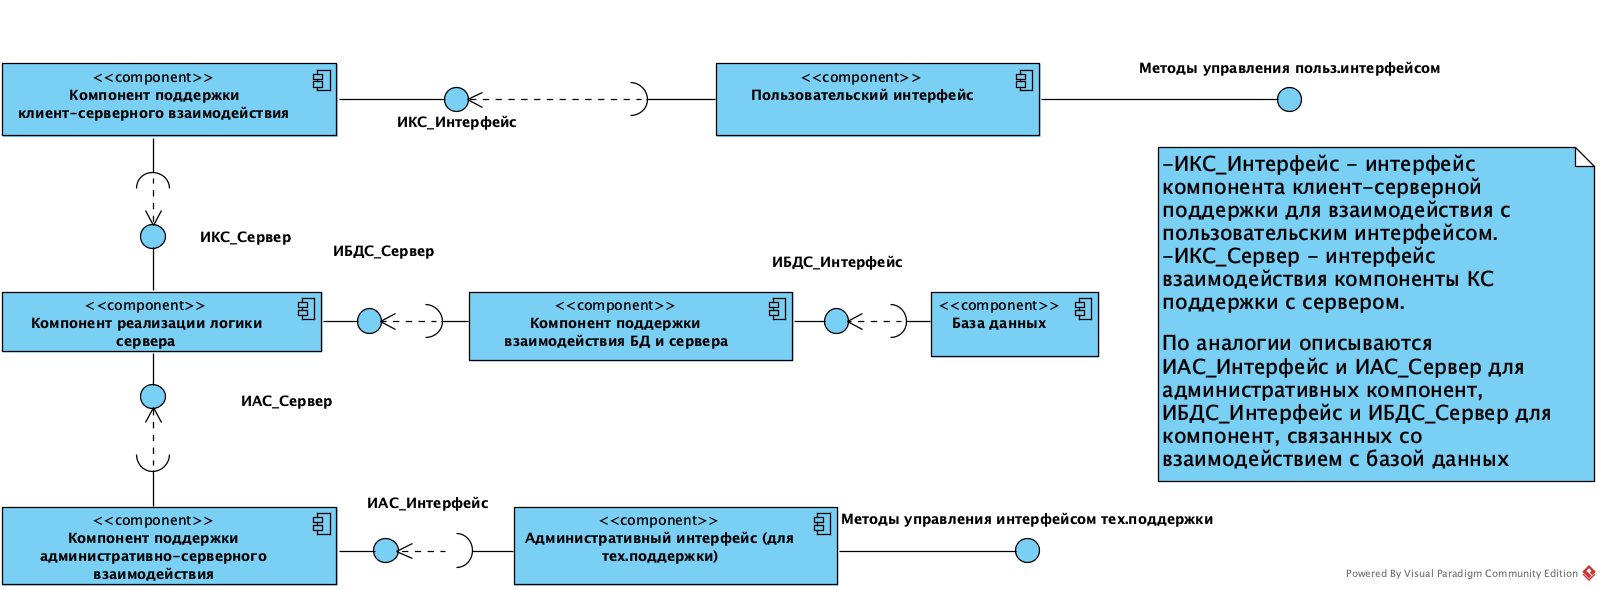 <<component>>
Компонент поддержки
клиент-серверного взаимодействия
ИКС_Интерфейс
<<component>>
Пользовательский интерфейс
Методы управления польз.интерфейсом
-ИКС_Интерфейс - интерфейс
компонента клиент-серверной
поддержки для взаимодействия с
пользовательским интерфейсом.
-ИКС_Сервер - интерфейс
взаимодействия компоненты КС
поддержки с сервером.
По аналогии описываются
ИАС_Интерфейс и ИАС_Сервер для
административных компонент,
ИБДС_Интерфейс и ИБДС_Сервер для
компонент, связанных со
взаимодействием с базой данных
ИКС_Сервер
ИБДС_Сервер
ИБДС_Интерфейс
<<component>>
Компонент реализации логики
сервера
<<component>>
Компонент поддержки
взаимодействия БД и сервера
<<component>>
База данных
ИАС_Сервер
<<component>>
Компонент поддержки
административно-серверного
взаимодействия
ИАС_Интерфейс
<<component>>
Административный интерфейс (для
тех.поддержки)
Методы управления интерфейсом тех.поддержки
Powered By Visual Paradigm Community Edition